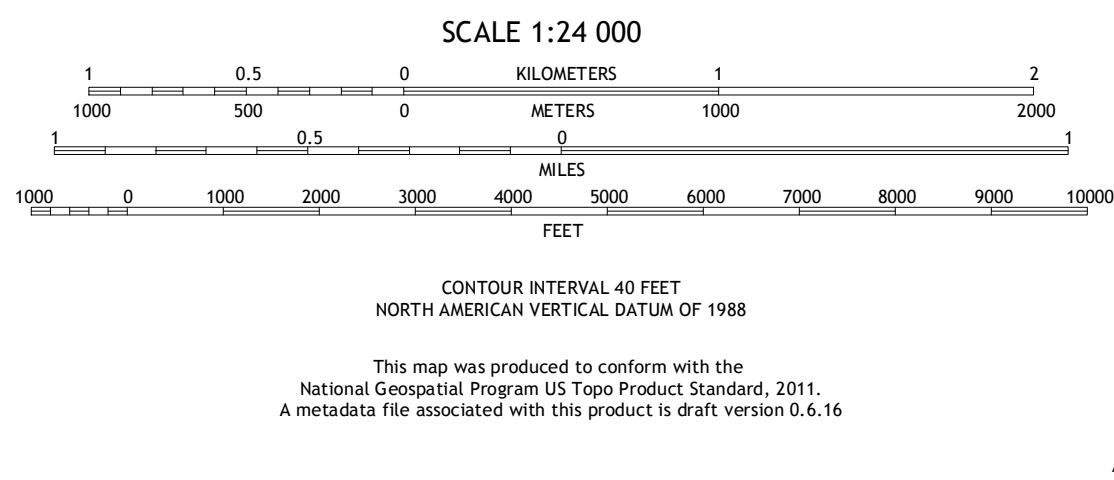 SCALE 1:24 000
1 0.5 0 KILOMETERS 1 2
1000 500 0 METERS 1000 2000
1 0.5 0 1
MILES
1000 0 1000 2000 3000 4000 5000 6000 7000 8000 9000 10000
FEET
CONTOUR INTERVAL 40 FEET
NORTH AMERICAN VERTICAL DATUM OF 1988
This map was produced to conform with the
National Geospatial Program US Topo Product Standard, 2011.
A metadata file associated with this product is draft version 0.6.16